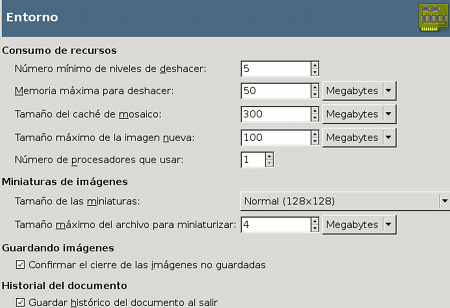 Entorno
Consumo de recursos
Número mínimo de niveles de deshacer: 5
Memoria máxima para deshacer: 50 Megabytes
Tamaño del caché de mosaico: 300 Megabytes
Tamaño máximo de la imagen nueva: 100 Megabytes
Número de procesadores que usar: 1
Miniaturas de imágenes
Tamaño de las miniaturas: Normal (128x128)
Tamaño máximo del archivo para miniaturizar: 4 Megabytes
Guardando imágenes
Confirmar el cierre de las imágenes no guardadas
Historial del documento
Guardar histórico del documento al salir